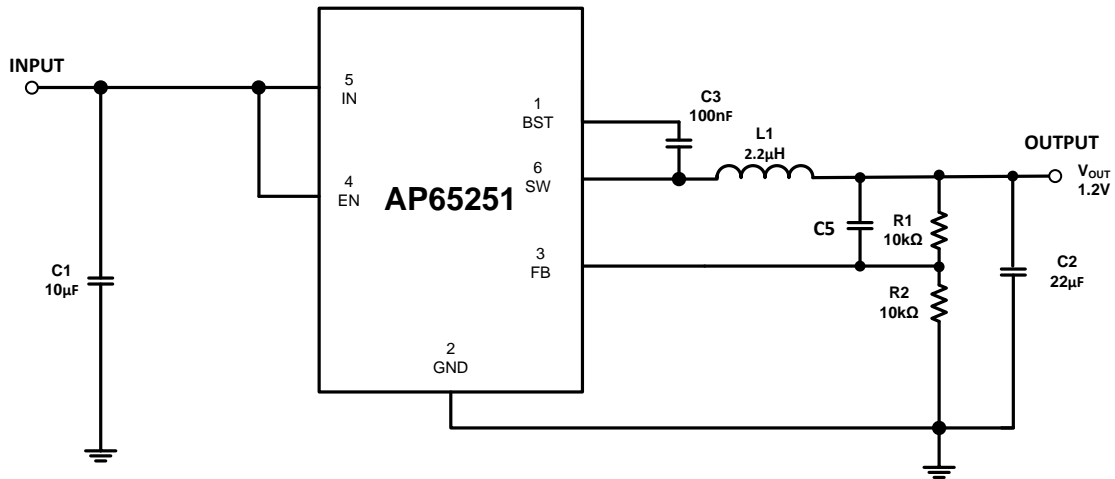 INPUT
5
IN
4
EN
AP65251
1
BST
6
SW
3
FB
2
GND
C1
10μF
C3
100nF
L1
2.2μH
C5
R1
10kΩ
R2
10kΩ
C2
22μF
OUTPUT
VOUT
1.2V